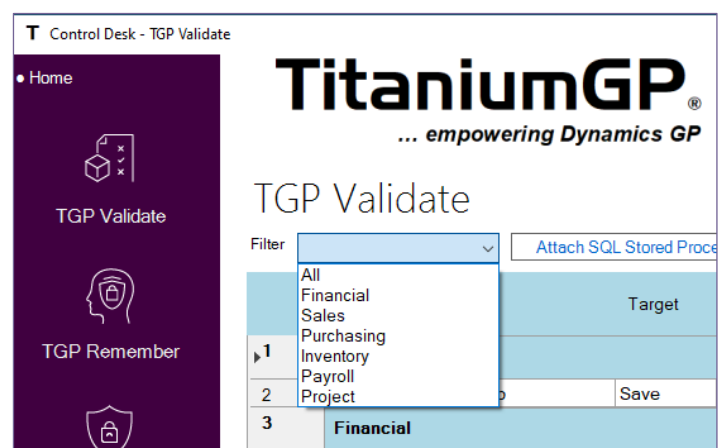 T Control Desk - TGP Validate
• Home
TitaniumGP®
... empowering Dynamics GP
TGP Validate
TGP Validate
Filter
Attach SQL Stored Proce
All
Financial
Sales
Purchasing
Inventory
Payroll
Project
Target
TGP Remember
1
2 Save
3 Financial